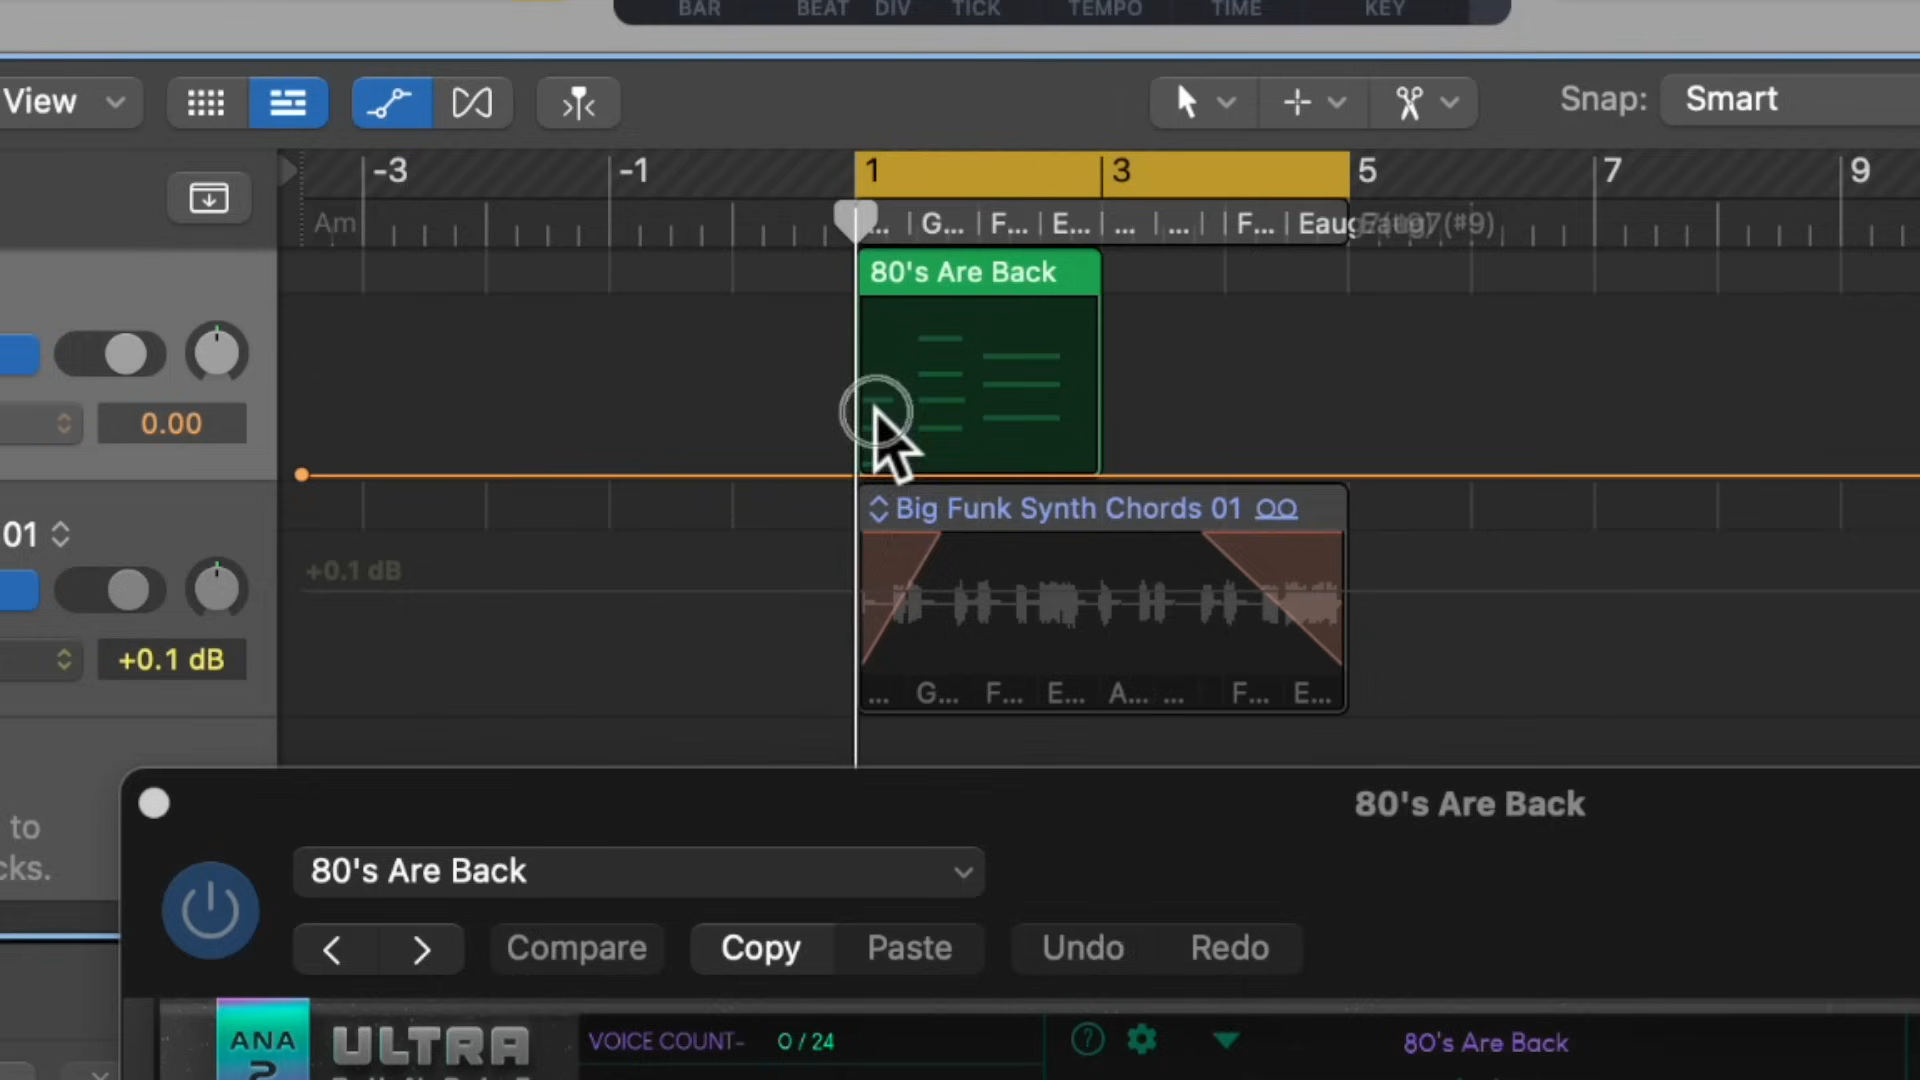 BAR BEAT DIV TICK TEMPO TIME KEY
View Snap: Smart
-3 -1 1 3 5 7 9
Am ... G... F... E... ... ... F... Eaug
80's Are Back
0.00
01 Big Funk Synth Chords 01
+0.1 dB
+0.1 dB
... G... F... E... A... ... F... E...
to
cks.
80's Are Back
80's Are Back
< > Compare Copy Paste Undo Redo
ANA 2 ULTRA VOICE COUNT- 0 / 24 ? 80's Are Back